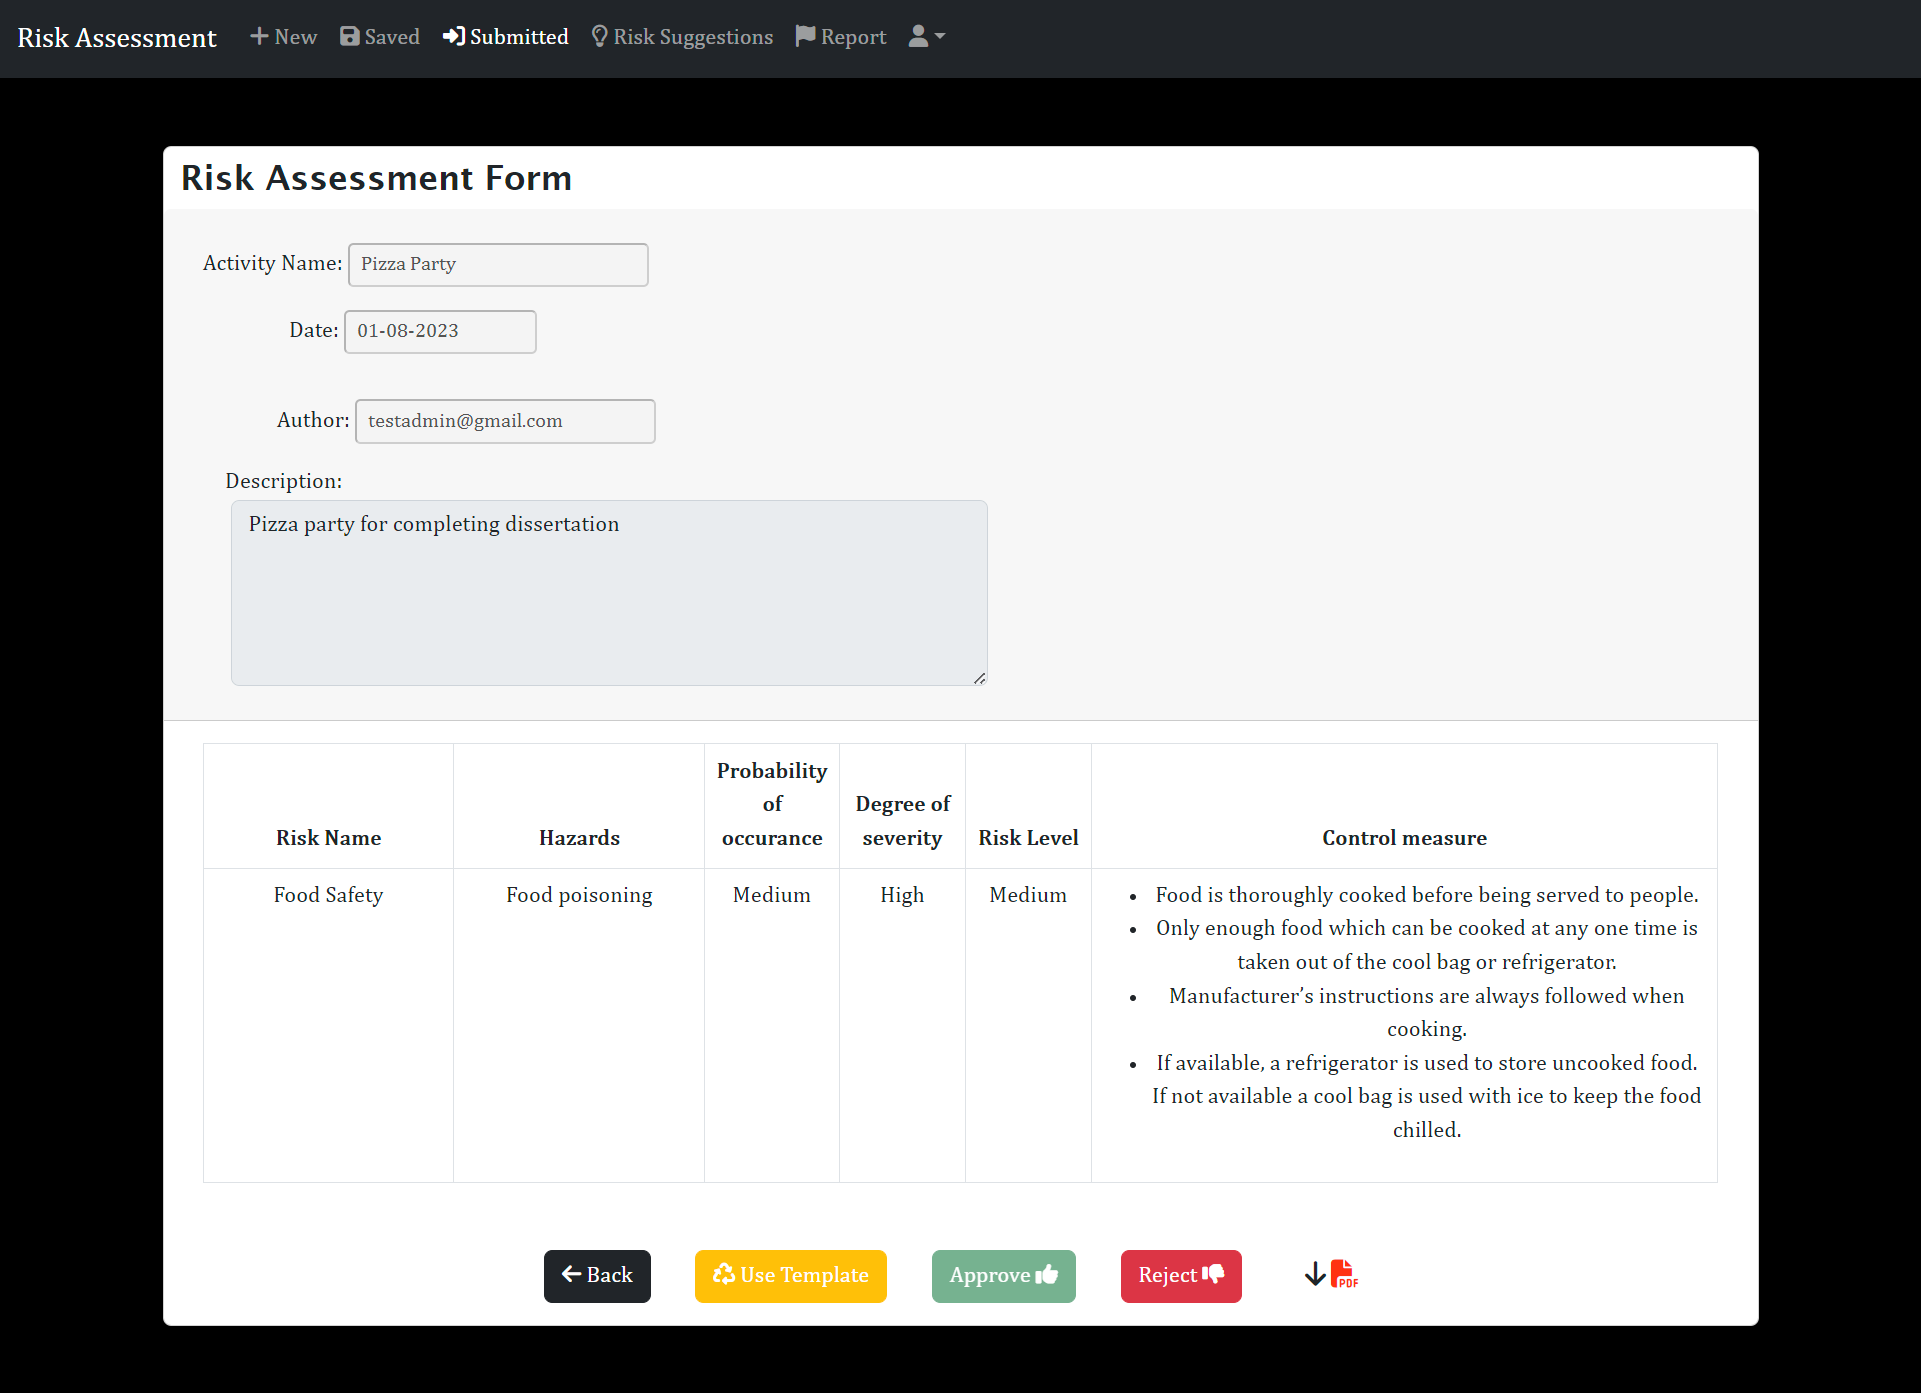 Risk Assessment New Saved Submitted Risk Suggestions Report
Risk Assessment Form
Activity Name: Pizza Party
Date: 01-08-2023
Author: testadmin@gmail.com
Description:
Pizza party for completing dissertation
Risk Name Hazards Probability of occurance Degree of severity Risk Level Control measure
Food Safety Food poisoning Medium High Medium
• Food is thoroughly cooked before being served to people.
• Only enough food which can be cooked at any one time is
taken out of the cool bag or refrigerator.
• Manufacturer’s instructions are always followed when
cooking.
• If available, a refrigerator is used to store uncooked food.
If not available a cool bag is used with ice to keep the food
chilled.
Back Use Template Approve Reject PDF